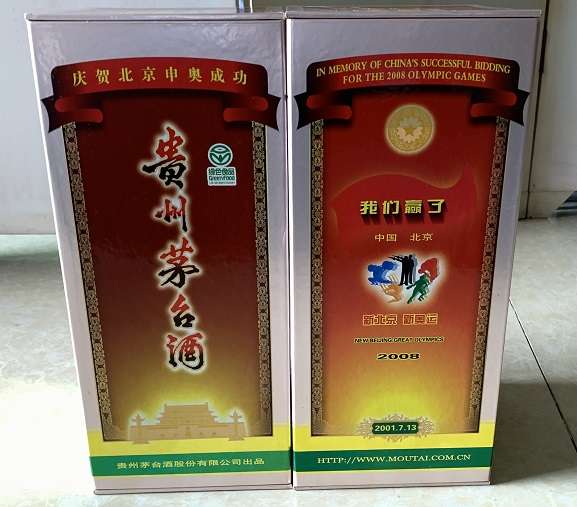 庆贺北京申奥成功
貴州茅台酒
绿色食品
GreenFood
贵州茅台酒股份有限公司出品
IN MEMORY OF CHINA'S SUCCESSFUL BIDDING
FOR THE 2008 OLYMPIC GAMES
我们赢了
中国 北京
新北京 新奥运
NEW BEIJING GREAT OLYMPICS
2008
2001.7.13
HTTP://WWW.MOUTAI.COM.CN